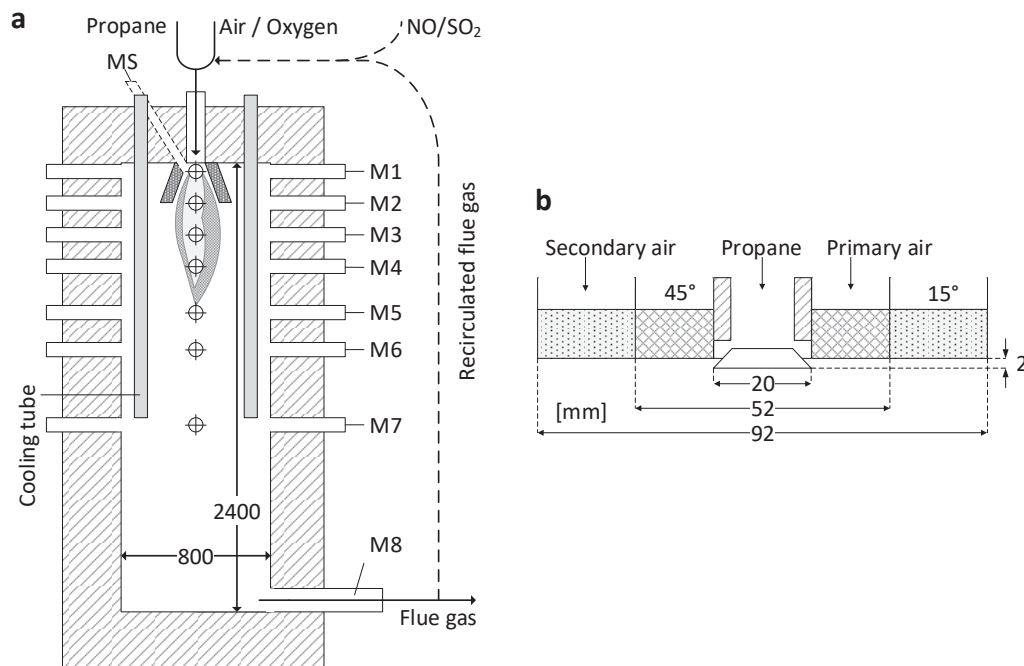 a
Propane
Air / Oxygen
NO/SO₂
MS
M1
M2
M3
M4
M5
M6
M7
M8
Cooling tube
2400
800
Flue gas
Recirculated flue gas
b
Secondary air
Propane
Primary air
45°
15°
2
20
52
[mm]
92